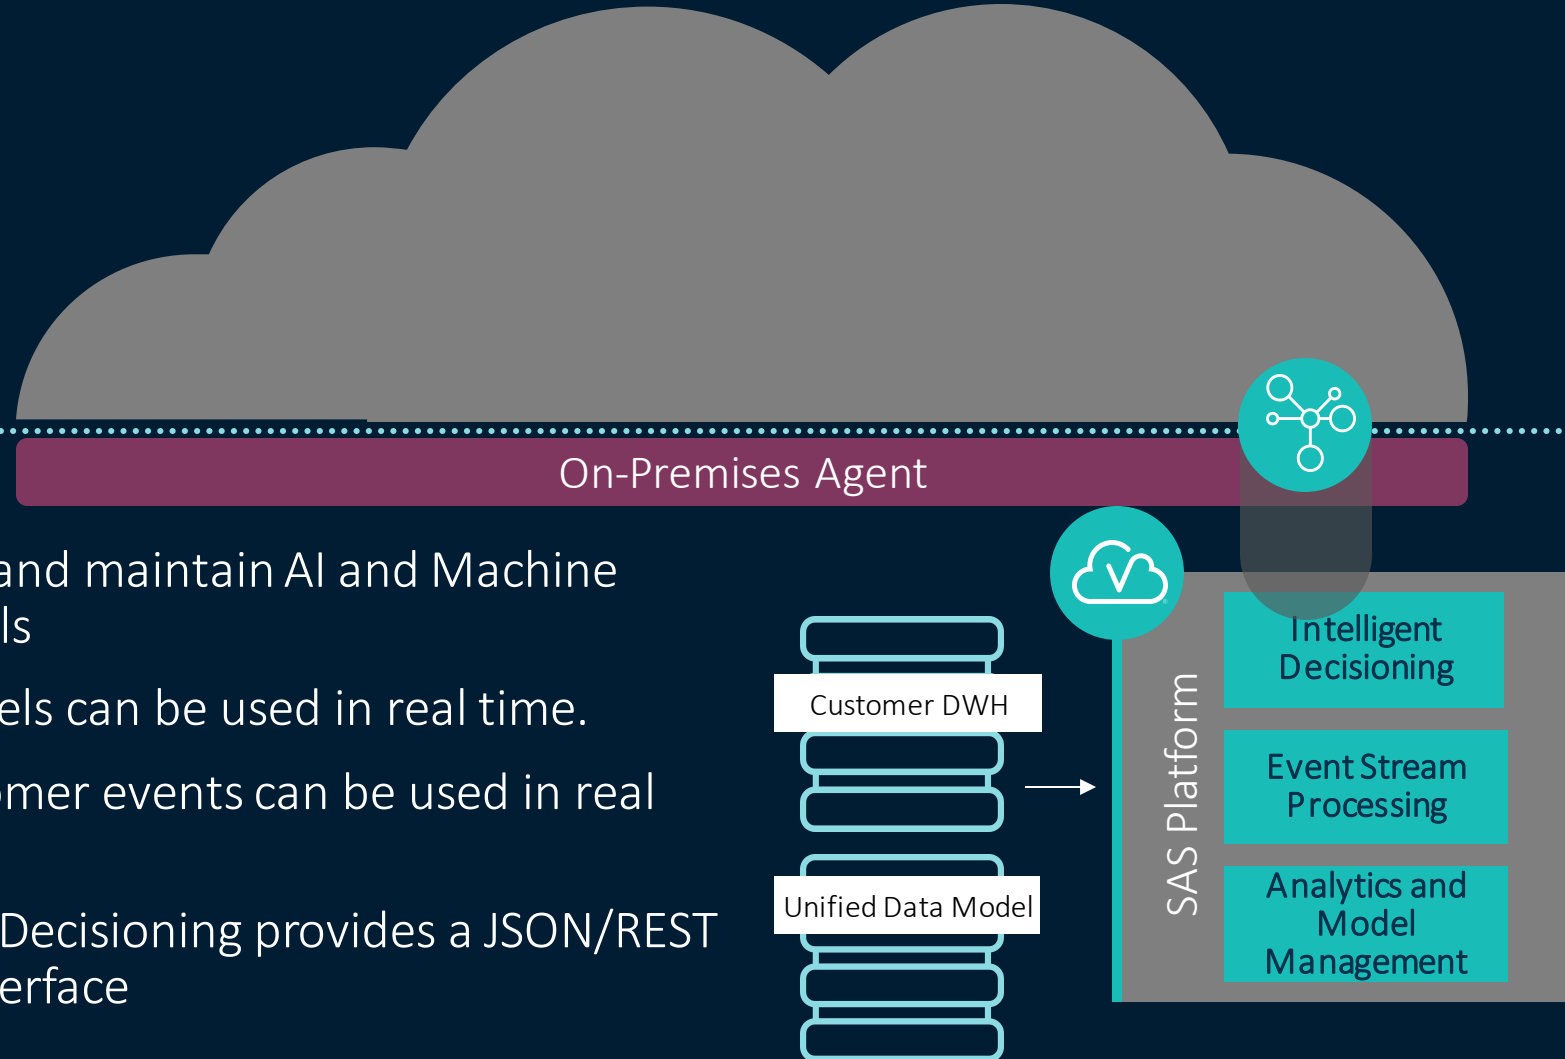 On-Premises Agent
and maintain AI and Machine
ls
els can be used in real time.
omer events can be used in real
Decisioning provides a JSON/REST
erface
Customer DWH
Unified Data Model
SAS Platform
Intelligent
Decisioning
Event Stream
Processing
Analytics and
Model
Management